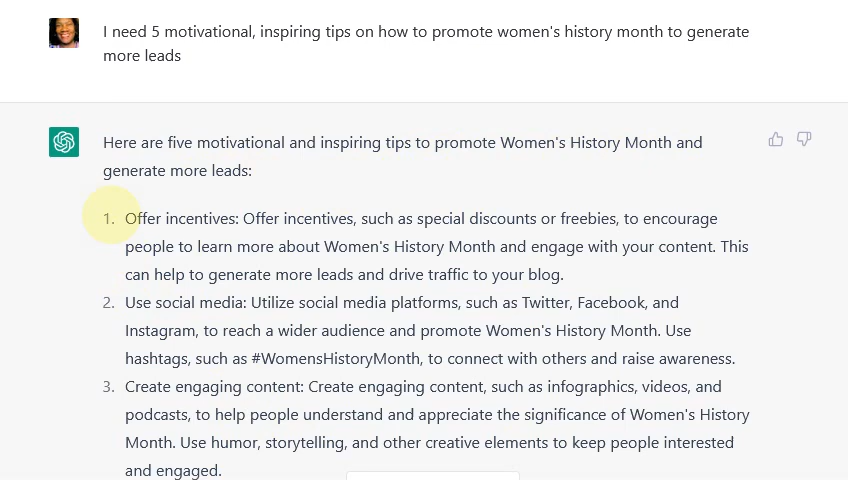 I need 5 motivational, inspiring tips on how to promote women's history month to generate
more leads
Here are five motivational and inspiring tips to promote Women's History Month and
generate more leads:
1. Offer incentives: Offer incentives, such as special discounts or freebies, to encourage
people to learn more about Women's History Month and engage with your content. This
can help to generate more leads and drive traffic to your blog.
2. Use social media: Utilize social media platforms, such as Twitter, Facebook, and
Instagram, to reach a wider audience and promote Women's History Month. Use
hashtags, such as #WomensHistoryMonth, to connect with others and raise awareness.
3. Create engaging content: Create engaging content, such as infographics, videos, and
podcasts, to help people understand and appreciate the significance of Women's History
Month. Use humor, storytelling, and other creative elements to keep people interested
and engaged.